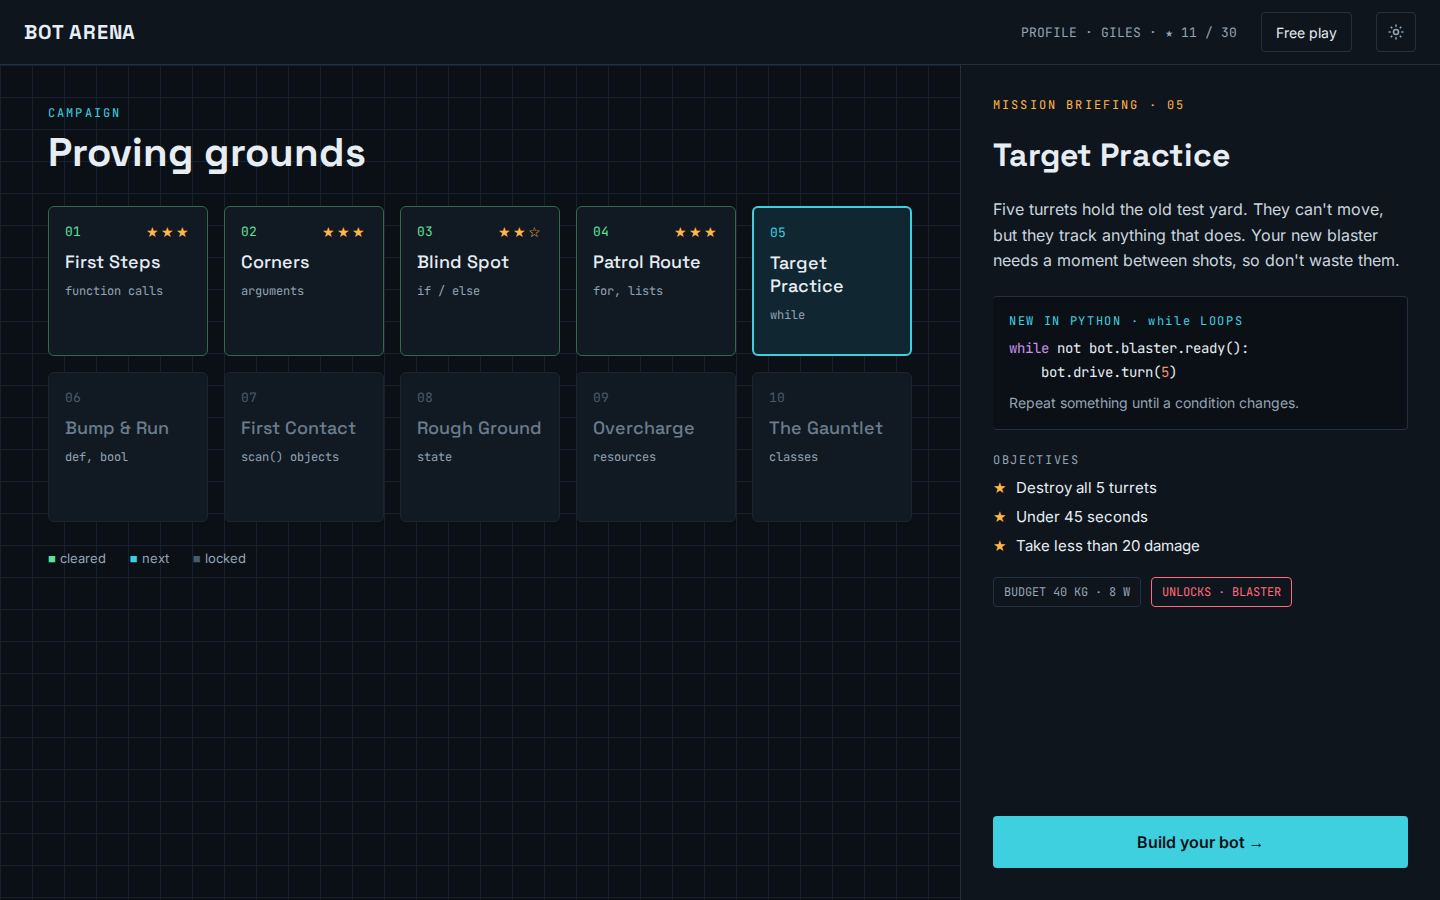 BOT ARENA
PROFILE · GILES · ★ 11 / 30
Free play
CAMPAIGN
Proving grounds
01 ★★★
First Steps
function calls
02 ★★★
Corners
arguments
03 ★★☆
Blind Spot
if / else
04 ★★★
Patrol Route
for, lists
05
Target
Practice
while
06
Bump & Run
def, bool
07
First Contact
scan() objects
08
Rough Ground
state
09
Overcharge
resources
10
The Gauntlet
classes
cleared
next
locked
MISSION BRIEFING · 05
Target Practice
Five turrets hold the old test yard. They can't move,
but they track anything that does. Your new blaster
needs a moment between shots, so don't waste them.
NEW IN PYTHON · while LOOPS
while not bot.blaster.ready():
    bot.drive.turn(5)
Repeat something until a condition changes.
OBJECTIVES
★ Destroy all 5 turrets
★ Under 45 seconds
★ Take less than 20 damage
BUDGET 40 KG · 8 W
UNLOCKS · BLASTER
Build your bot →